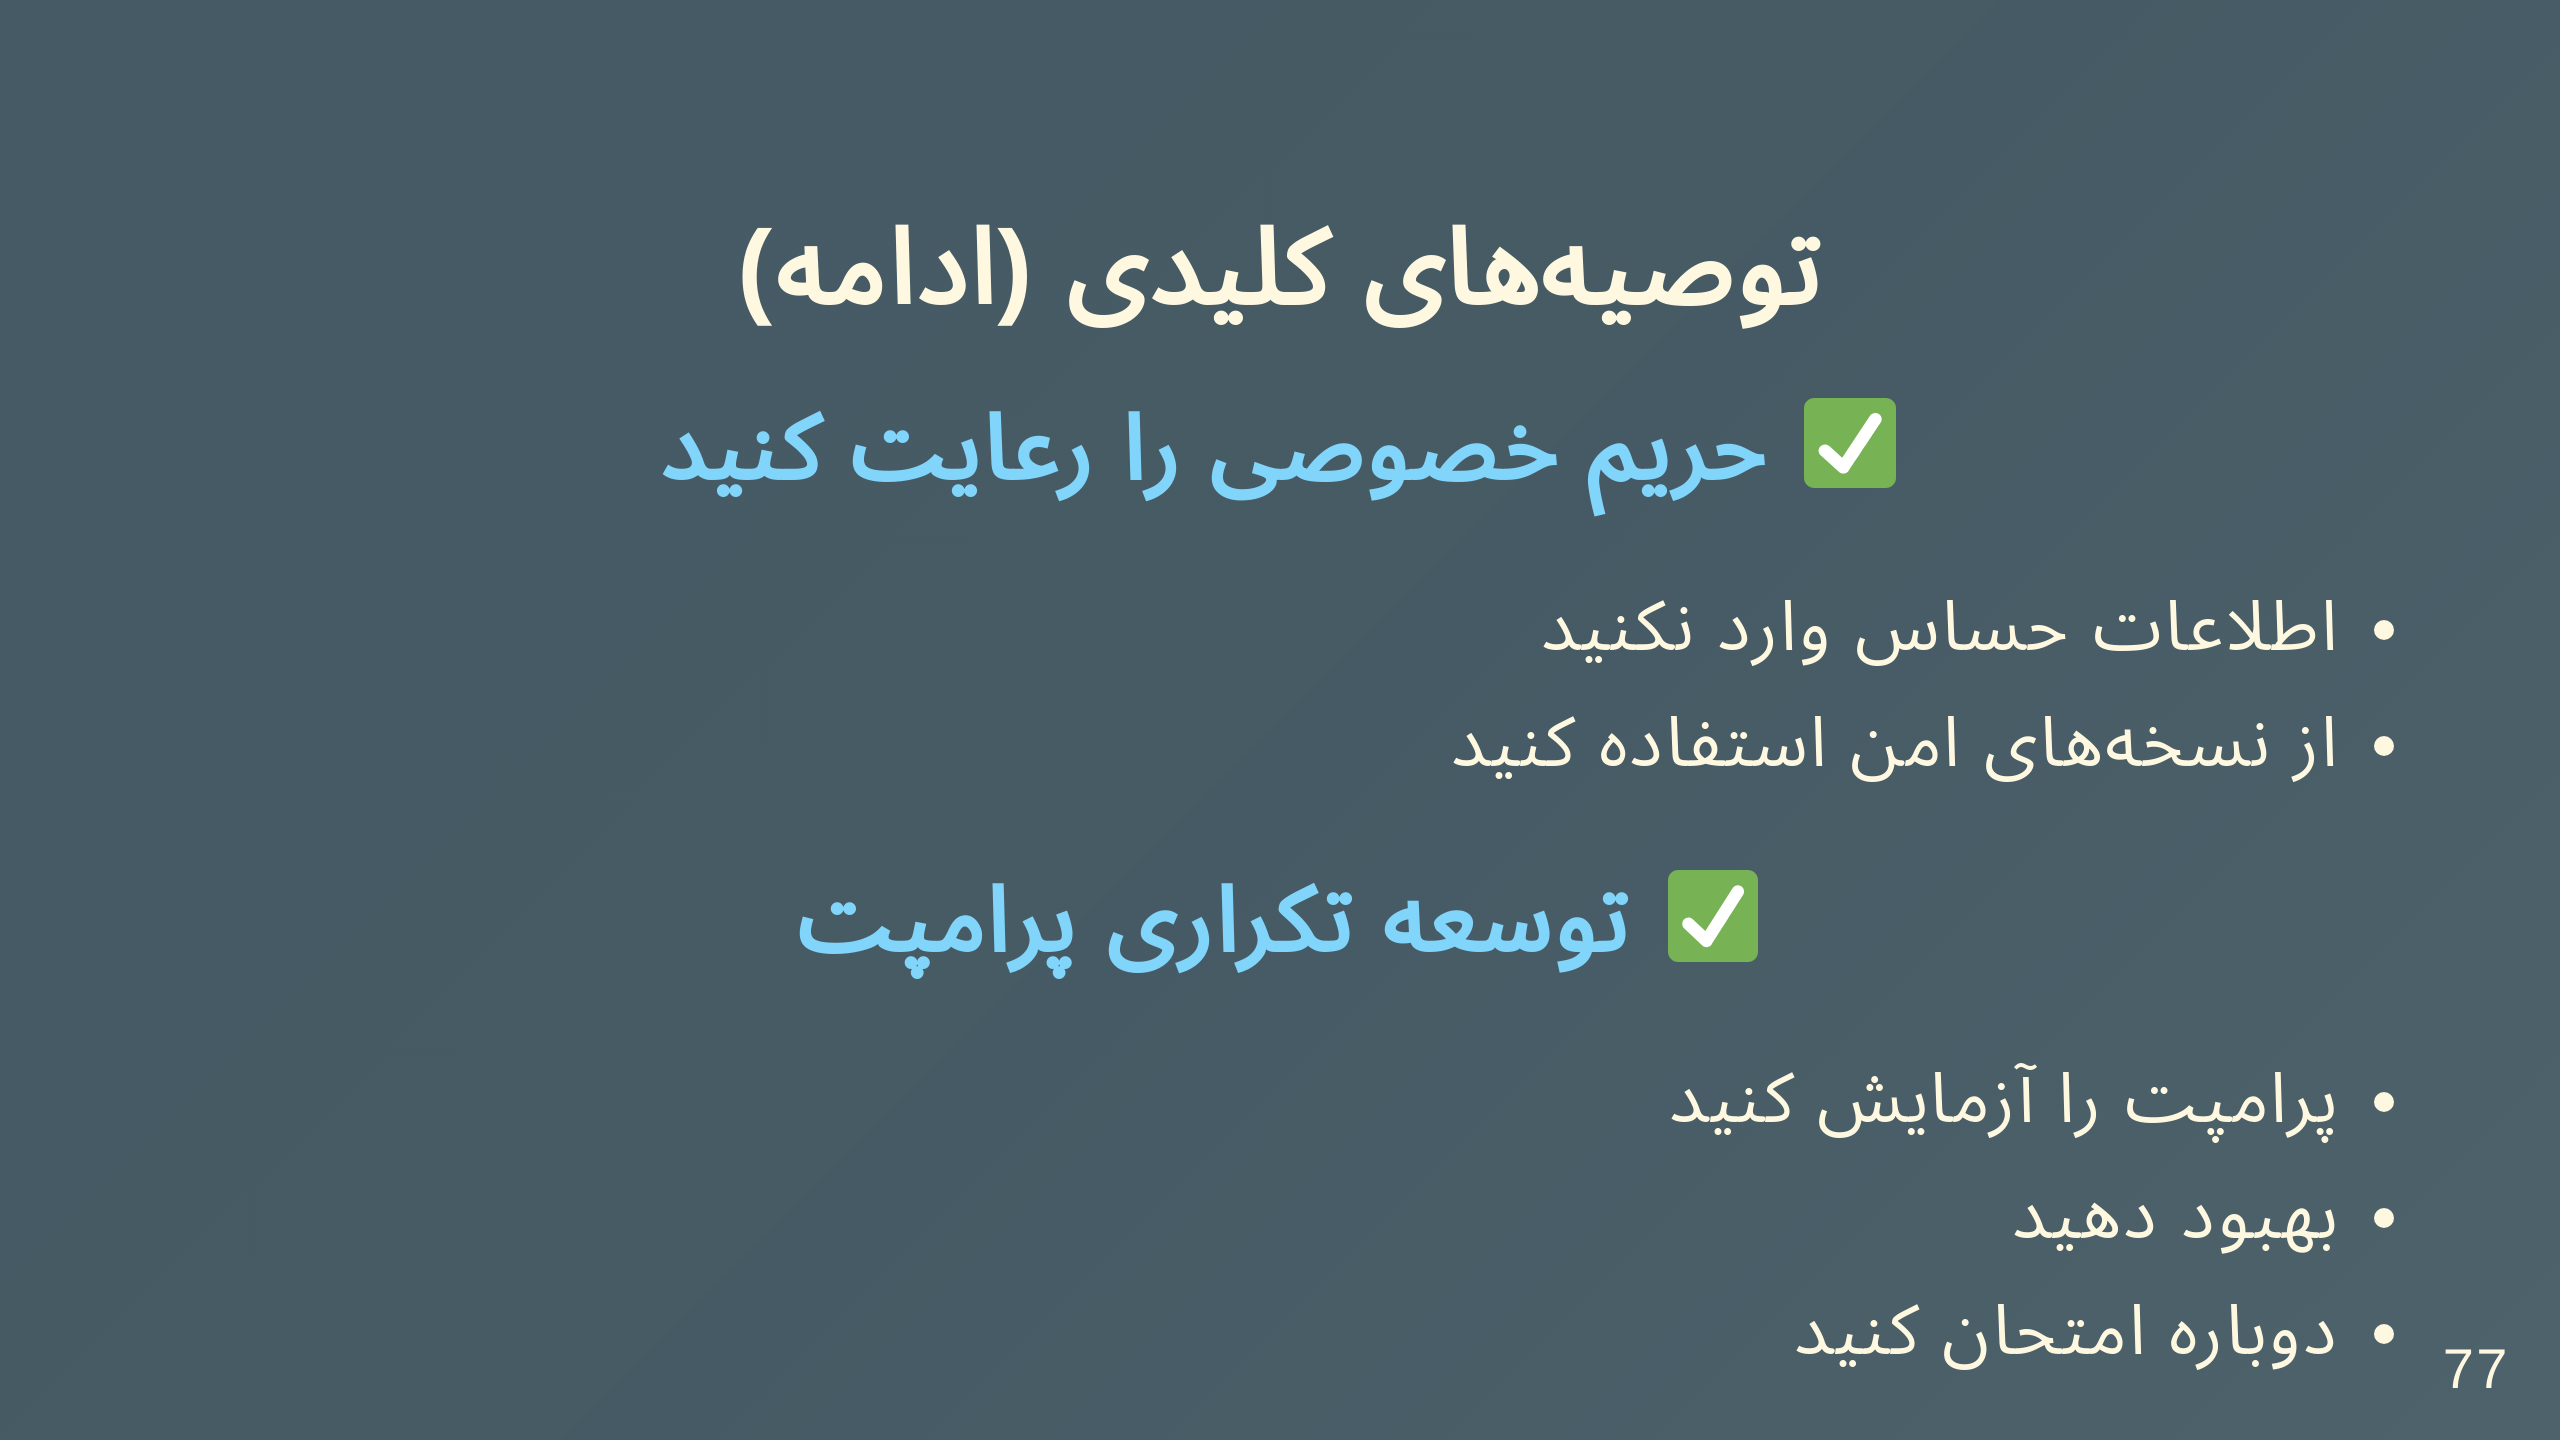 توصیه‌های کلیدی (ادامه)
✅ حریم خصوصی را رعایت کنید
• اطلاعات حساس وارد نکنید
• از نسخه‌های امن استفاده کنید
✅ توسعه تکراری پرامپت
• پرامپت را آزمایش کنید
• بهبود دهید
• دوباره امتحان کنید
77